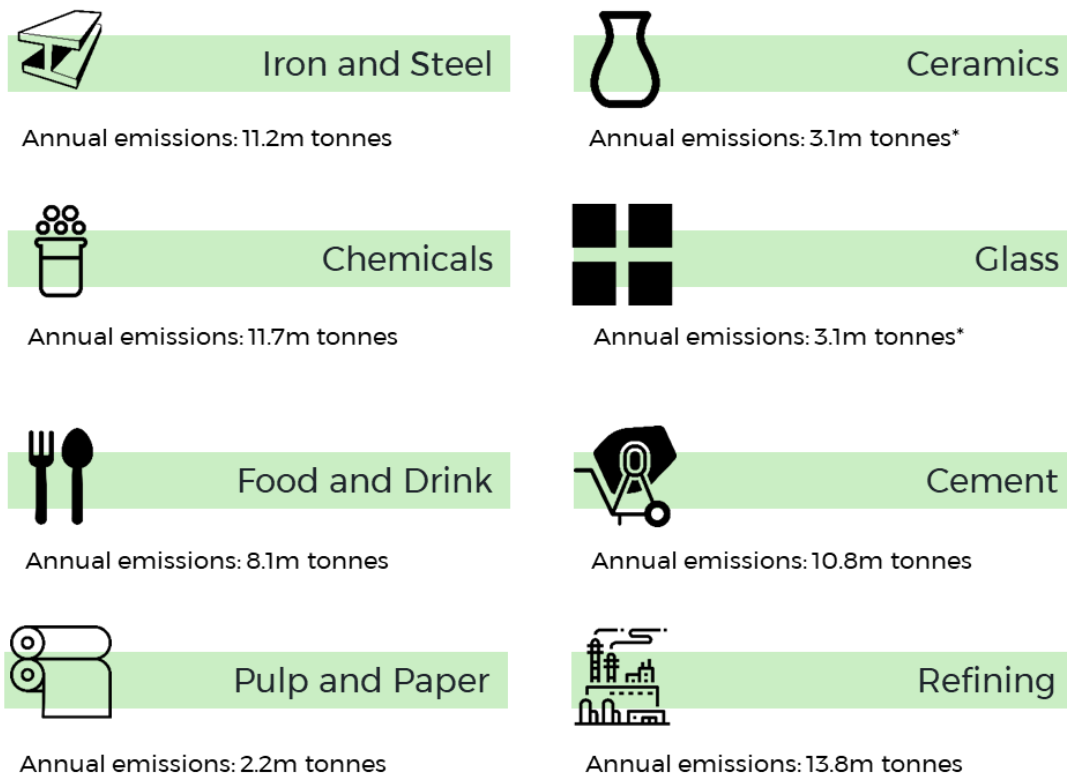 Iron and Steel
Annual emissions: 11.2m tonnes
Ceramics
Annual emissions: 3.1m tonnes*
Chemicals
Annual emissions: 11.7m tonnes
Glass
Annual emissions: 3.1m tonnes*
Food and Drink
Annual emissions: 8.1m tonnes
Cement
Annual emissions: 10.8m tonnes
Pulp and Paper
Annual emissions: 2.2m tonnes
Refining
Annual emissions: 13.8m tonnes